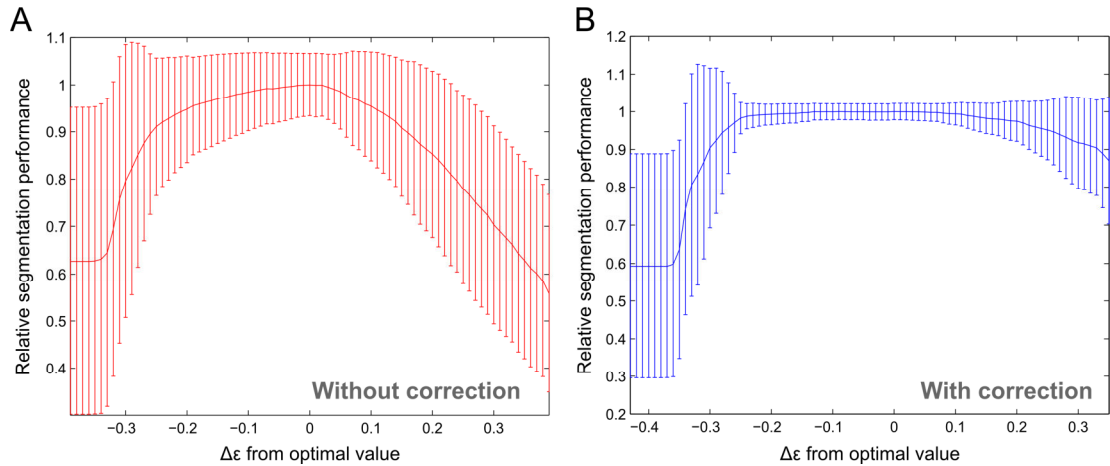 A
Relative segmentation performance
1.1
1
0.9
0.8
0.7
0.6
0.5
0.4
−0.3 −0.2 −0.1 0 0.1 0.2 0.3
Δε from optimal value
Without correction
B
Relative segmentation performance
1.2
1.1
1
0.9
0.8
0.7
0.6
0.5
0.4
0.3
0.2
−0.4 −0.3 −0.2 −0.1 0 0.1 0.2 0.3
Δε from optimal value
With correction